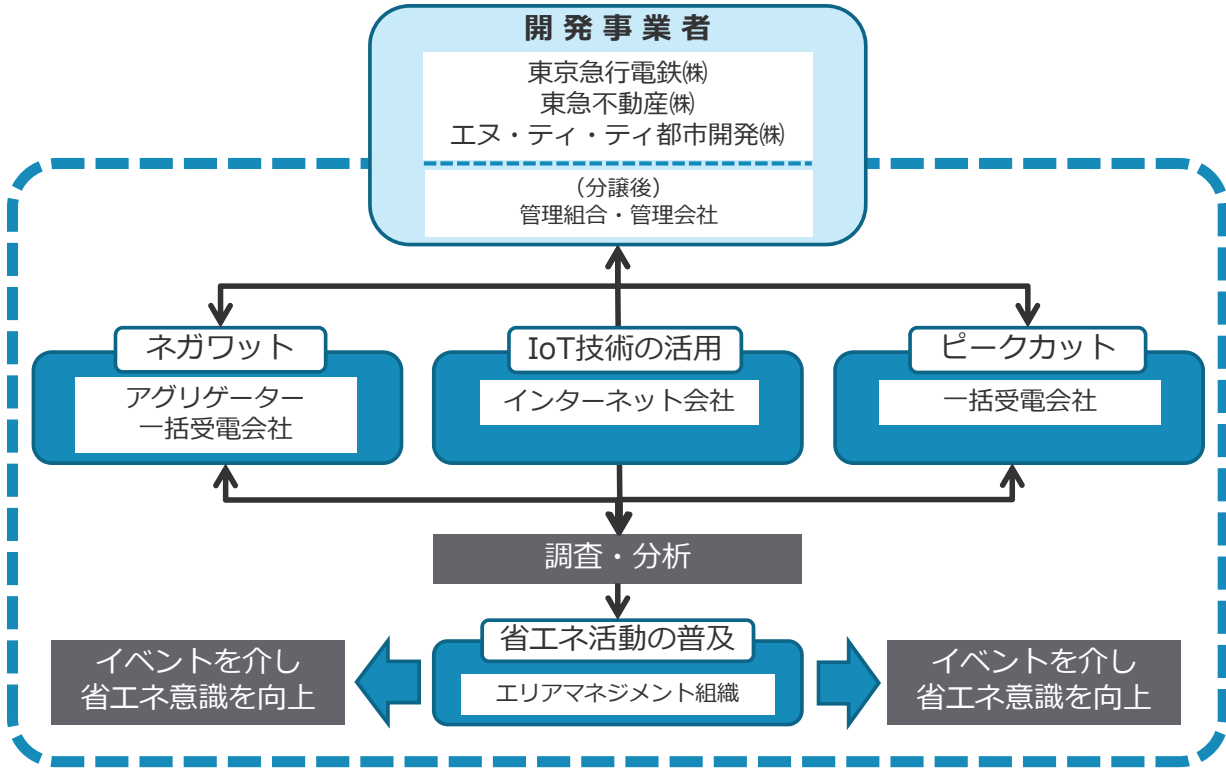 開発事業者
東京急行電鉄㈱
東急不動産㈱
エヌ・ティ・ティ都市開発㈱
（分譲後）
管理組合・管理会社
ネガワット
アグリゲーター
一括受電会社
IoT技術の活用
インターネット会社
ピークカット
一括受電会社
調査・分析
省エネ活動の普及
エリアマネジメント組織
イベントを介し
省エネ意識を向上
イベントを介し
省エネ意識を向上